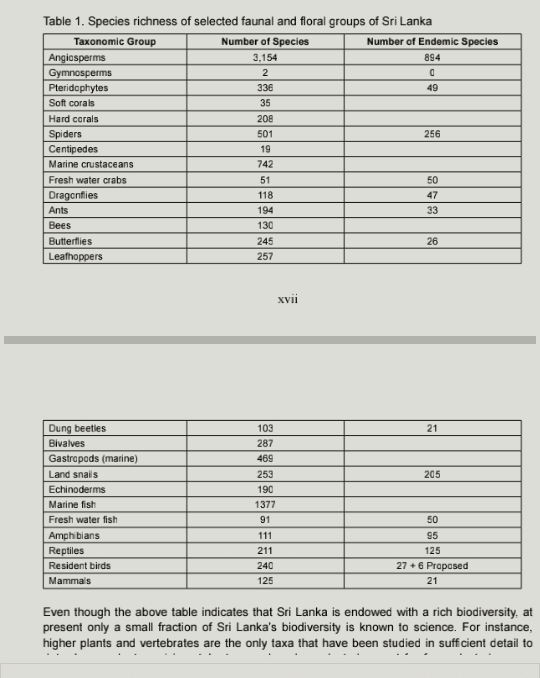 Table 1. Species richness of selected faunal and floral groups of Sri Lanka
Taxonomic Group Number of Species Number of Endemic Species
Angiosperms 3,154 894
Gymnosperms 2 0
Pteridophytes 336 49
Soft corals 35
Hard corals 208
Spiders 501 256
Centipedes 19
Marine crustaceans 742
Fresh water crabs 51 50
Dragonflies 118 47
Ants 194 33
Bees 130
Butterflies 245 26
Leafhoppers 257
xvii
Dung beetles 103 21
Bivalves 287
Gastropods (marine) 469
Land snails 253 205
Echinoderms 190
Marine fish 1377
Fresh water fish 91 50
Amphibians 111 95
Reptiles 211 125
Resident birds 240 27 + 6 Proposed
Mammals 125 21
Even though the above table indicates that Sri Lanka is endowed with a rich biodiversity, at
present only a small fraction of Sri Lanka's biodiversity is known to science. For instance,
higher plants and vertebrates are the only taxa that have been studied in sufficient detail to